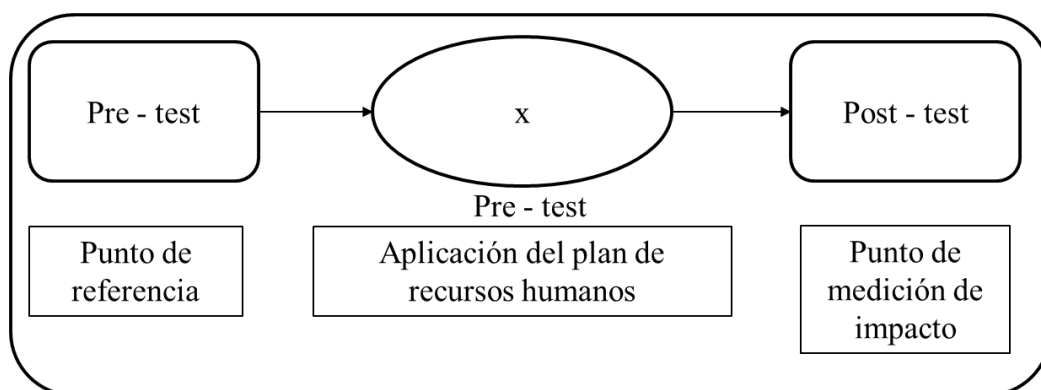 Pre - test
x
Post - test
Pre - test
Punto de
referencia
Aplicación del plan de
recursos humanos
Punto de
medición de
impacto